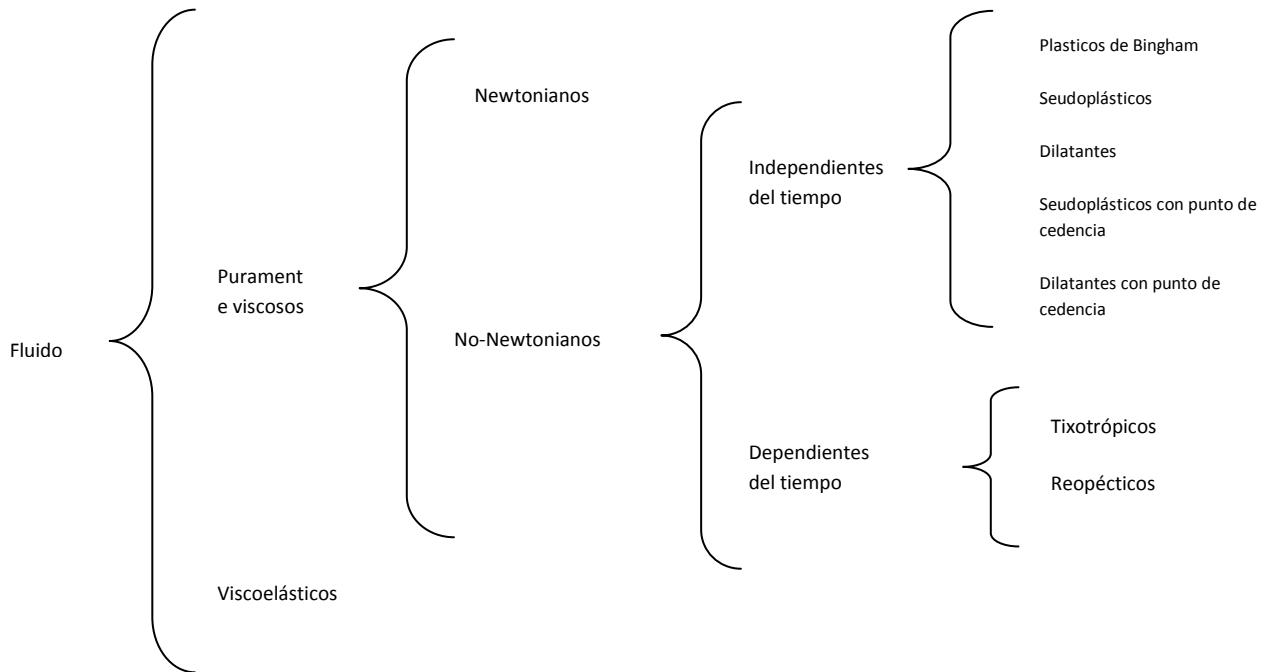 Fluido
Purament
e viscosos
Viscoelásticos
Newtonianos
No-Newtonianos
Independientes
del tiempo
Dependientes
del tiempo
Plasticos de Bingham
Seudoplásticos
Dilatantes
Seudoplásticos con punto de
cedencia
Dilatantes con punto de
cedencia
Tixotrópicos
Reopécticos